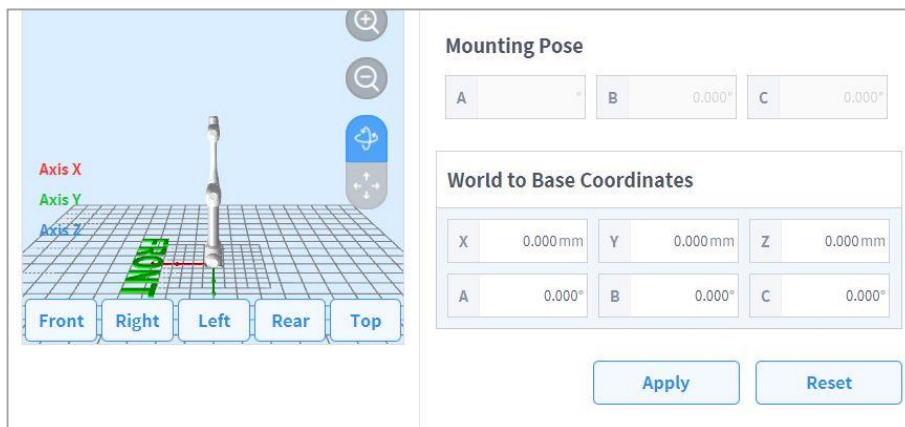 Axis X
Axis Y
Axis Z
FRONT
Front Right Left Rear Top
Mounting Pose
A ° B 0.000° C 0.000°
World to Base Coordinates
X 0.000 mm Y 0.000 mm Z 0.000 mm
A 0.000° B 0.000° C 0.000°
Apply Reset